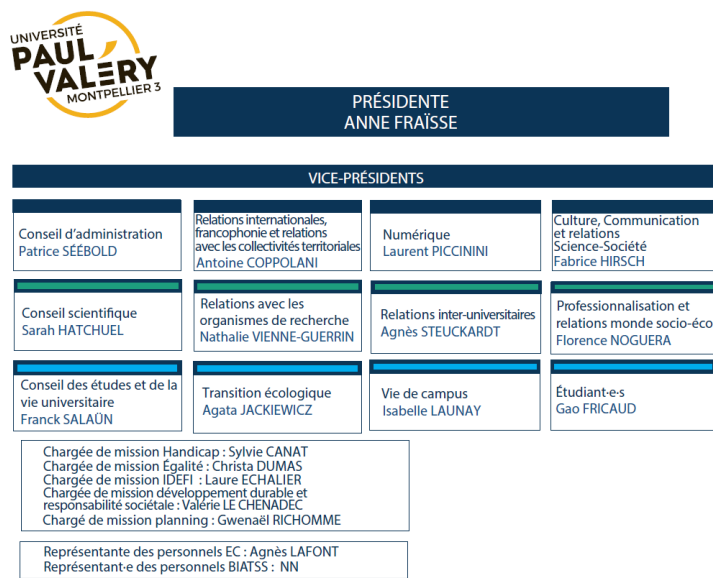 UNIVERSITÉ
PAUL
VALÉRY
MONTPELLIER 3
PRÉSIDENTE
ANNE FRAÏSSE
VICE-PRÉSIDENTS
Conseil d'administration
Patrice SÉÉBOLD
Relations internationales,
francophonie et relations
avec les collectivités territoriales
Antoine COPPOLANI
Numérique
Laurent PICCININI
Culture, Communication
et relations
Science-Société
Fabrice HIRSCH
Conseil scientifique
Sarah HATCHUEL
Relations avec les
organismes de recherche
Nathalie VIENNE-GUERRIN
Relations inter-universitaires
Agnès STEUCKARDT
Professionnalisation et
relations monde socio-éco
Florence NOGUERA
Conseil des études et de la
vie universitaire
Franck SALAÜN
Transition écologique
Agata JACKIEWICZ
Vie de campus
Isabelle LAUNAY
Étudiant·e·s
Gao FRICAUD
Chargée de mission Handicap : Sylvie CANAT
Chargée de mission Égalité : Christa DUMAS
Chargée de mission IDEFI : Laure ECHALIER
Chargée de mission développement durable et
responsabilité sociétale : Valérie LE CHENADEC
Chargé de mission planning : Gwenaël RICHOMME
Représentante des personnels EC : Agnès LAFONT
Représentant·e des personnels BIATSS : NN